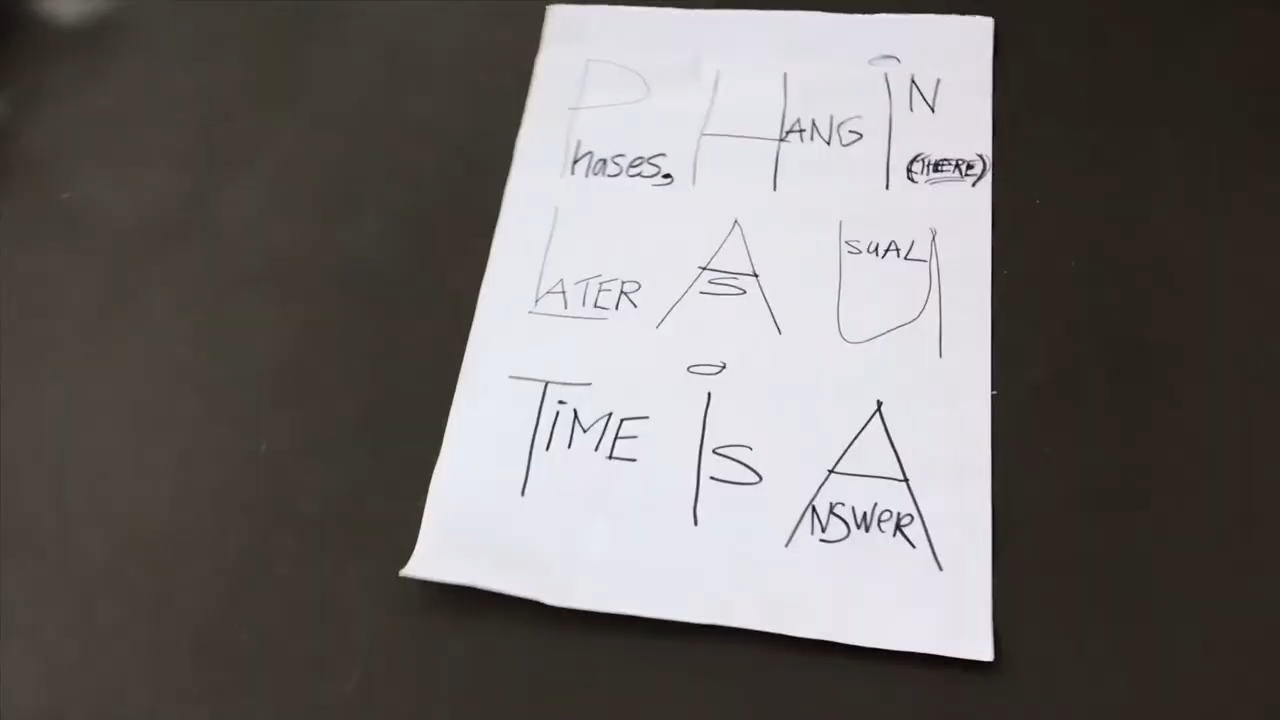 Phases, HANG iN (THERE)
LATER AS USUAL
TiME iS ANSWeR